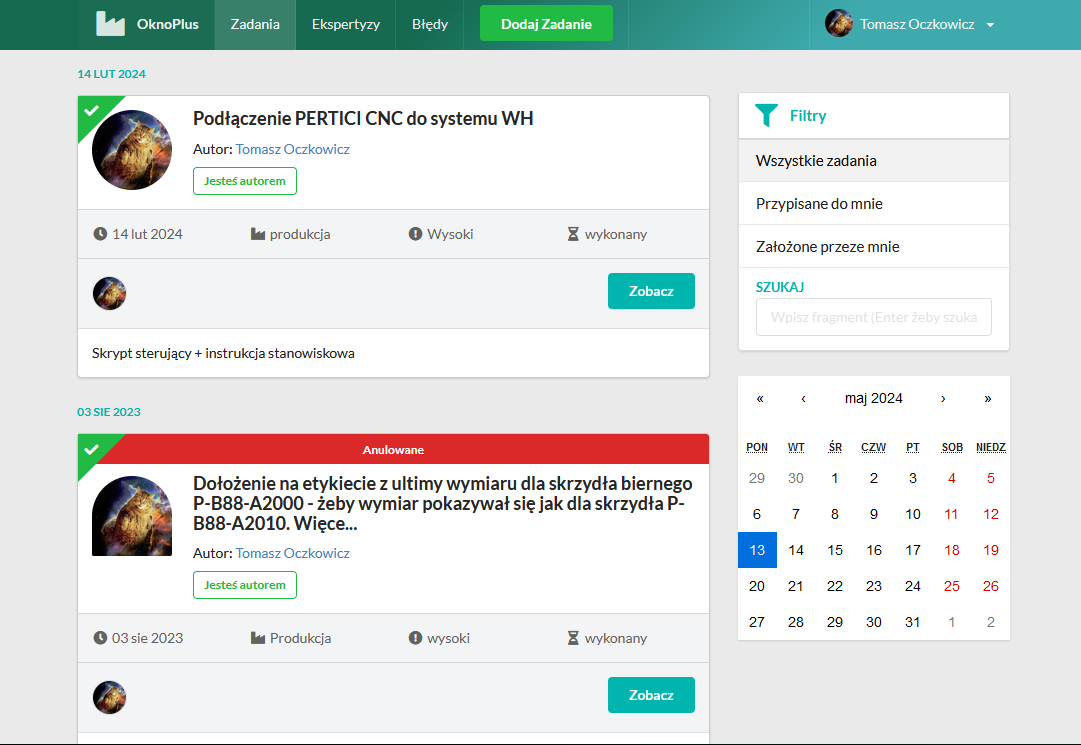 OknoPlus Zadania Ekspertyzy Błędy Dodaj Zadanie Tomasz Oczkowicz
14 LUT 2024
Podłączenie PERTICI CNC do systemu WH
Autor: Tomasz Oczkowicz
Jesteś autorem
14 lut 2024 produkcja Wysoki wykonany
Zobacz
Skrypt sterujący + instrukcja stanowiskowa
03 SIE 2023
Anulowane
Dołożenie na etykiecie z ultimy wymiaru dla skrzydła biernego
P-B88-A2000 - żeby wymiar pokazywał się jak dla skrzydła P-
B88-A2010. Więce...
Autor: Tomasz Oczkowicz
Jesteś autorem
03 sie 2023 Produkcja wysoki wykonany
Zobacz
Filtry
Wszystkie zadania
Przypisane do mnie
Założone przeze mnie
SZUKAJ
Wpisz fragment (Enter żeby szuka
« ‹ maj 2024 › »
PON WT ŚR CZW PT SOB NIEDZ
29 30 1 2 3 4 5
6 7 8 9 10 11 12
13 14 15 16 17 18 19
20 21 22 23 24 25 26
27 28 29 30 31 1 2